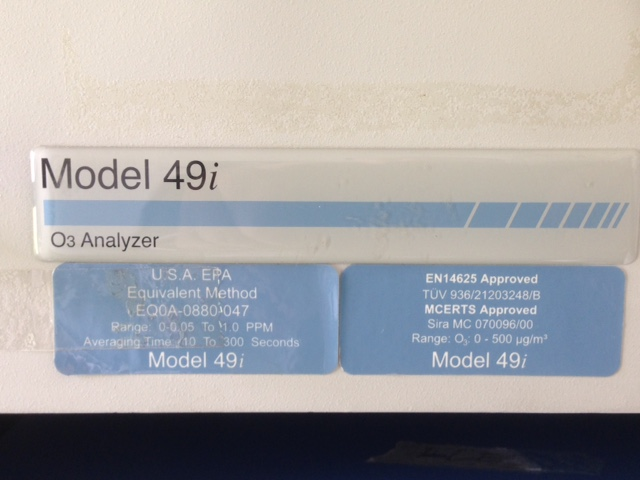 Model 49i
O3 Analyzer
U.S.A. EPA
Equivalent Method
EQ0A-0880-047
Range: 0-0.05 To 1.0 PPM
Averaging Time: 10 To 300 Seconds
Model 49i
EN14625 Approved
TÜV 936/21203248/B
MCERTS Approved
Sira MC 070096/00
Range: O₃: 0 - 500 µg/m³
Model 49i